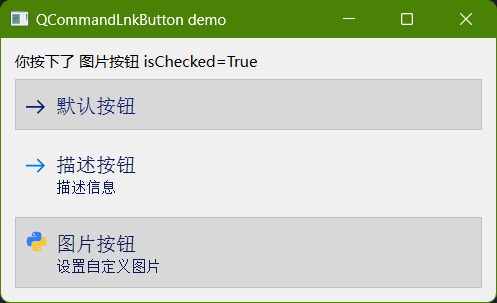 QCommandLnkButton demo
你按下了 图片按钮 isChecked=True
默认按钮
描述按钮
描述信息
图片按钮
设置自定义图片